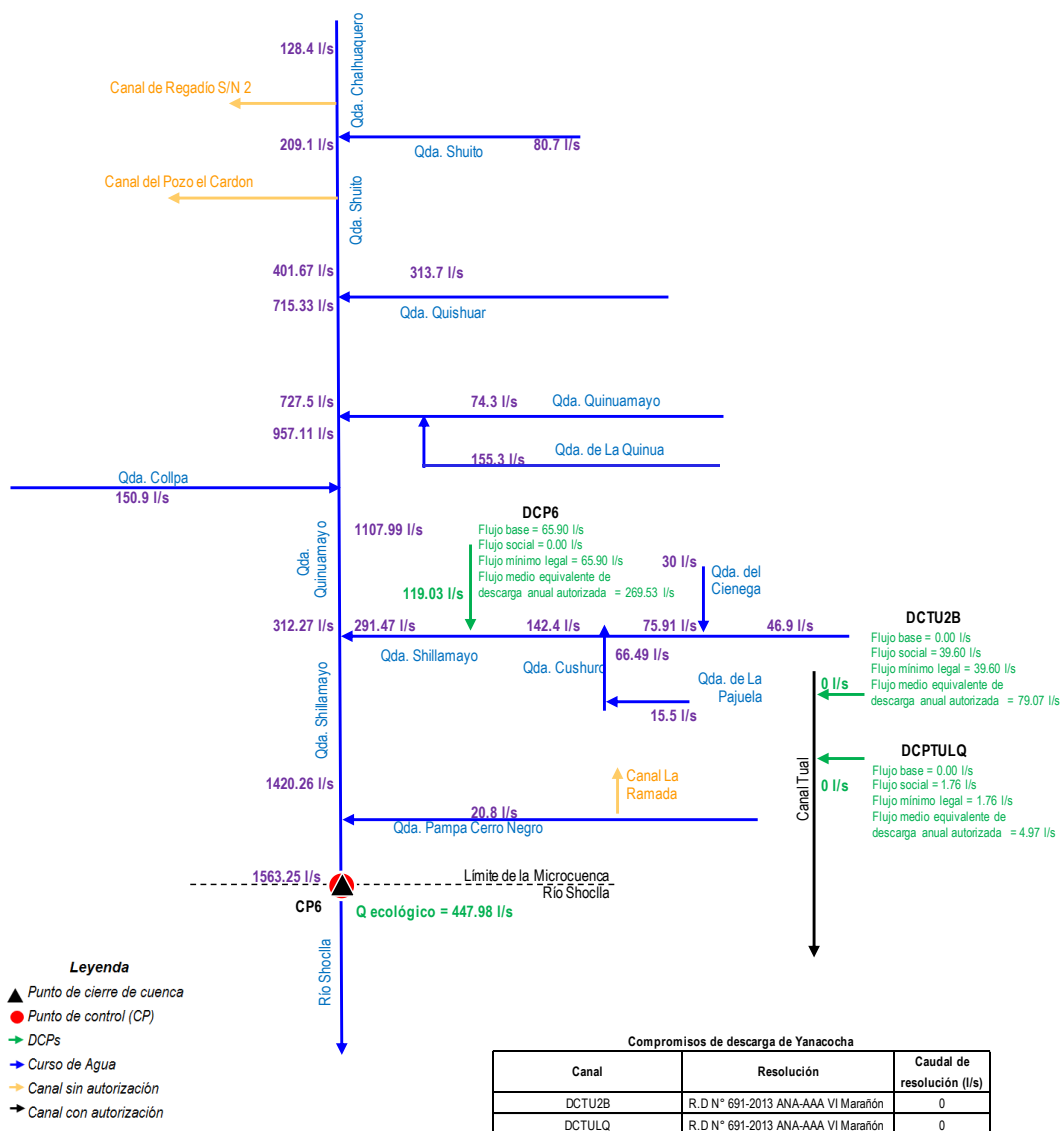 128.4 l/s
Qda. Chalhuaquero
Canal de Regadío S/N 2
209.1 l/s
Qda. Shuito
80.7 l/s
Canal del Pozo el Cardon
Qda. Shuito
401.67 l/s
313.7 l/s
715.33 l/s
Qda. Quishuar
727.5 l/s
74.3 l/s
Qda. Quinuamayo
957.11 l/s
155.3 l/s
Qda. de La Quinua
Qda. Collpa
150.9 l/s
1107.99 l/s
Qda.
Quinuamayo
DCP6
Flujo base = 65.90 l/s
Flujo social = 0.00 l/s
Flujo mínimo legal = 65.90 l/s
Flujo medio equivalente de
descarga anual autorizada = 269.53 l/s
119.03 l/s
30 l/s
Qda. del
Cienega
312.27 l/s
291.47 l/s
142.4 l/s
75.91 l/s
46.9 l/s
Qda. Shillamayo
Qda. Cushuro
66.49 l/s
Qda. de La
Pajuela
15.5 l/s
DCTU2B
Flujo base = 0.00 l/s
Flujo social = 39.60 l/s
Flujo mínimo legal = 39.60 l/s
Flujo medio equivalente de
descarga anual autorizada = 79.07 l/s
0 l/s
DCPTULQ
Flujo base = 0.00 l/s
Flujo social = 1.76 l/s
Flujo mínimo legal = 1.76 l/s
Flujo medio equivalente de
descarga anual autorizada = 4.97 l/s
0 l/s
Canal Tual
Qda. Shillamayo
1420.26 l/s
Canal La
Ramada
20.8 l/s
Qda. Pampa Cerro Negro
1563.25 l/s
Límite de la Microcuenca
Río Shoclla
CP6
Q ecológico = 447.98 l/s
Río Shoclla
Leyenda
Punto de cierre de cuenca
Punto de control (CP)
DCPs
Curso de Agua
Canal sin autorización
Canal con autorización
Compromisos de descarga de Yanacocha
Canal Resolución Caudal de
resolución (l/s)
DCTU2B R.D N° 691-2013 ANA-AAA VI Marañón 0
DCTULQ R.D N° 691-2013 ANA-AAA VI Marañón 0